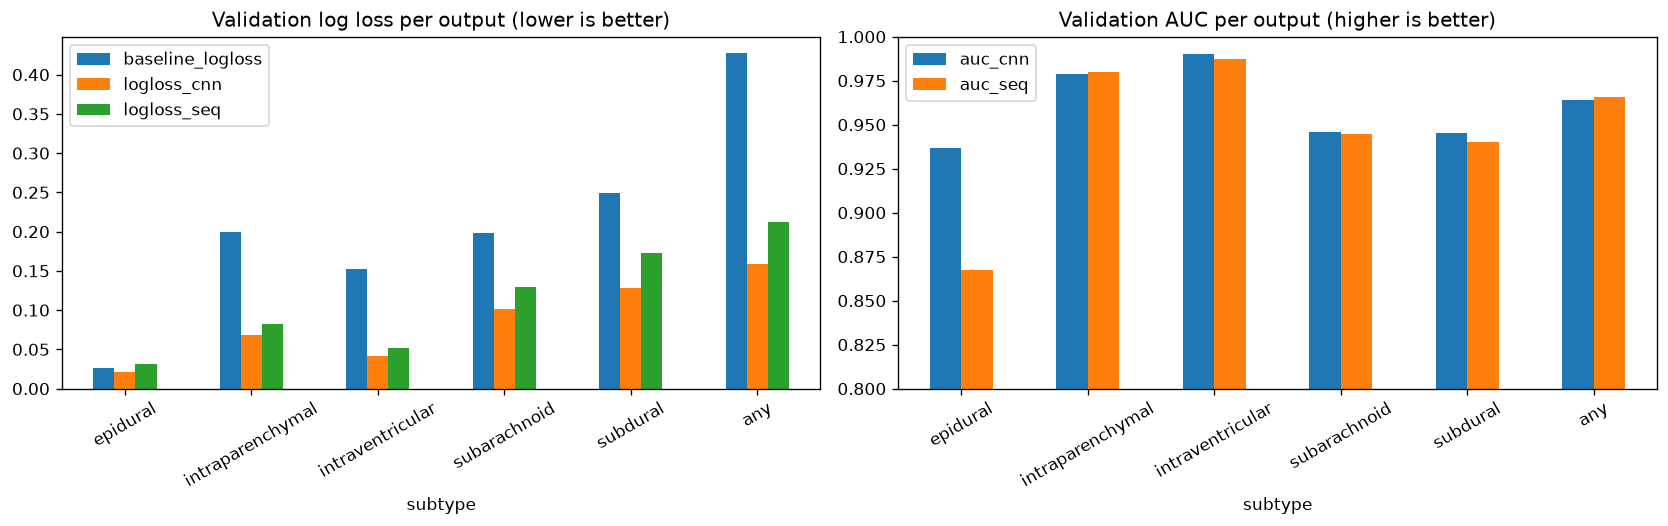 Validation log loss per output (lower is better)
baseline_logloss
logloss_cnn
logloss_seq
0.40
0.35
0.30
0.25
0.20
0.15
0.10
0.05
0.00
epidural
intraparenchymal
intraventricular
subarachnoid
subdural
any
subtype
Validation AUC per output (higher is better)
auc_cnn
auc_seq
1.000
0.975
0.950
0.925
0.900
0.875
0.850
0.825
0.800
epidural
intraparenchymal
intraventricular
subarachnoid
subdural
any
subtype